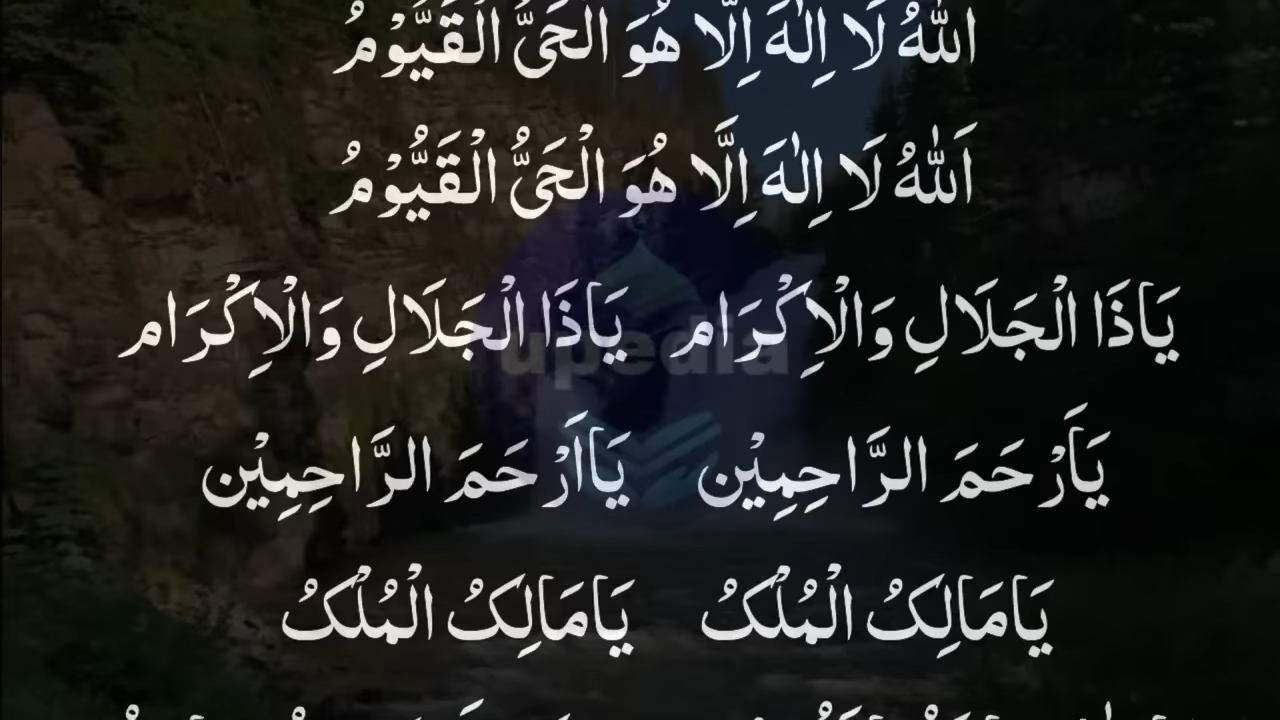 اَللّٰهُ لَا اِلٰهَ اِلَّا هُوَ الْحَیُّ الْقَیُّوْمُ
اَللّٰهُ لَا اِلٰهَ اِلَّا هُوَ الْحَیُّ الْقَیُّوْمُ
يَاذَا الْجَلَالِ وَالْاِكْرَام يَاذَا الْجَلَالِ وَالْاِكْرَام
يَاَرْحَمَ الرَّاحِمِيْن يَااَرْحَمَ الرَّاحِمِيْن
يَامَالِکُ الْمُلْکُ يَامَالِکُ الْمُلْکُ
upedia